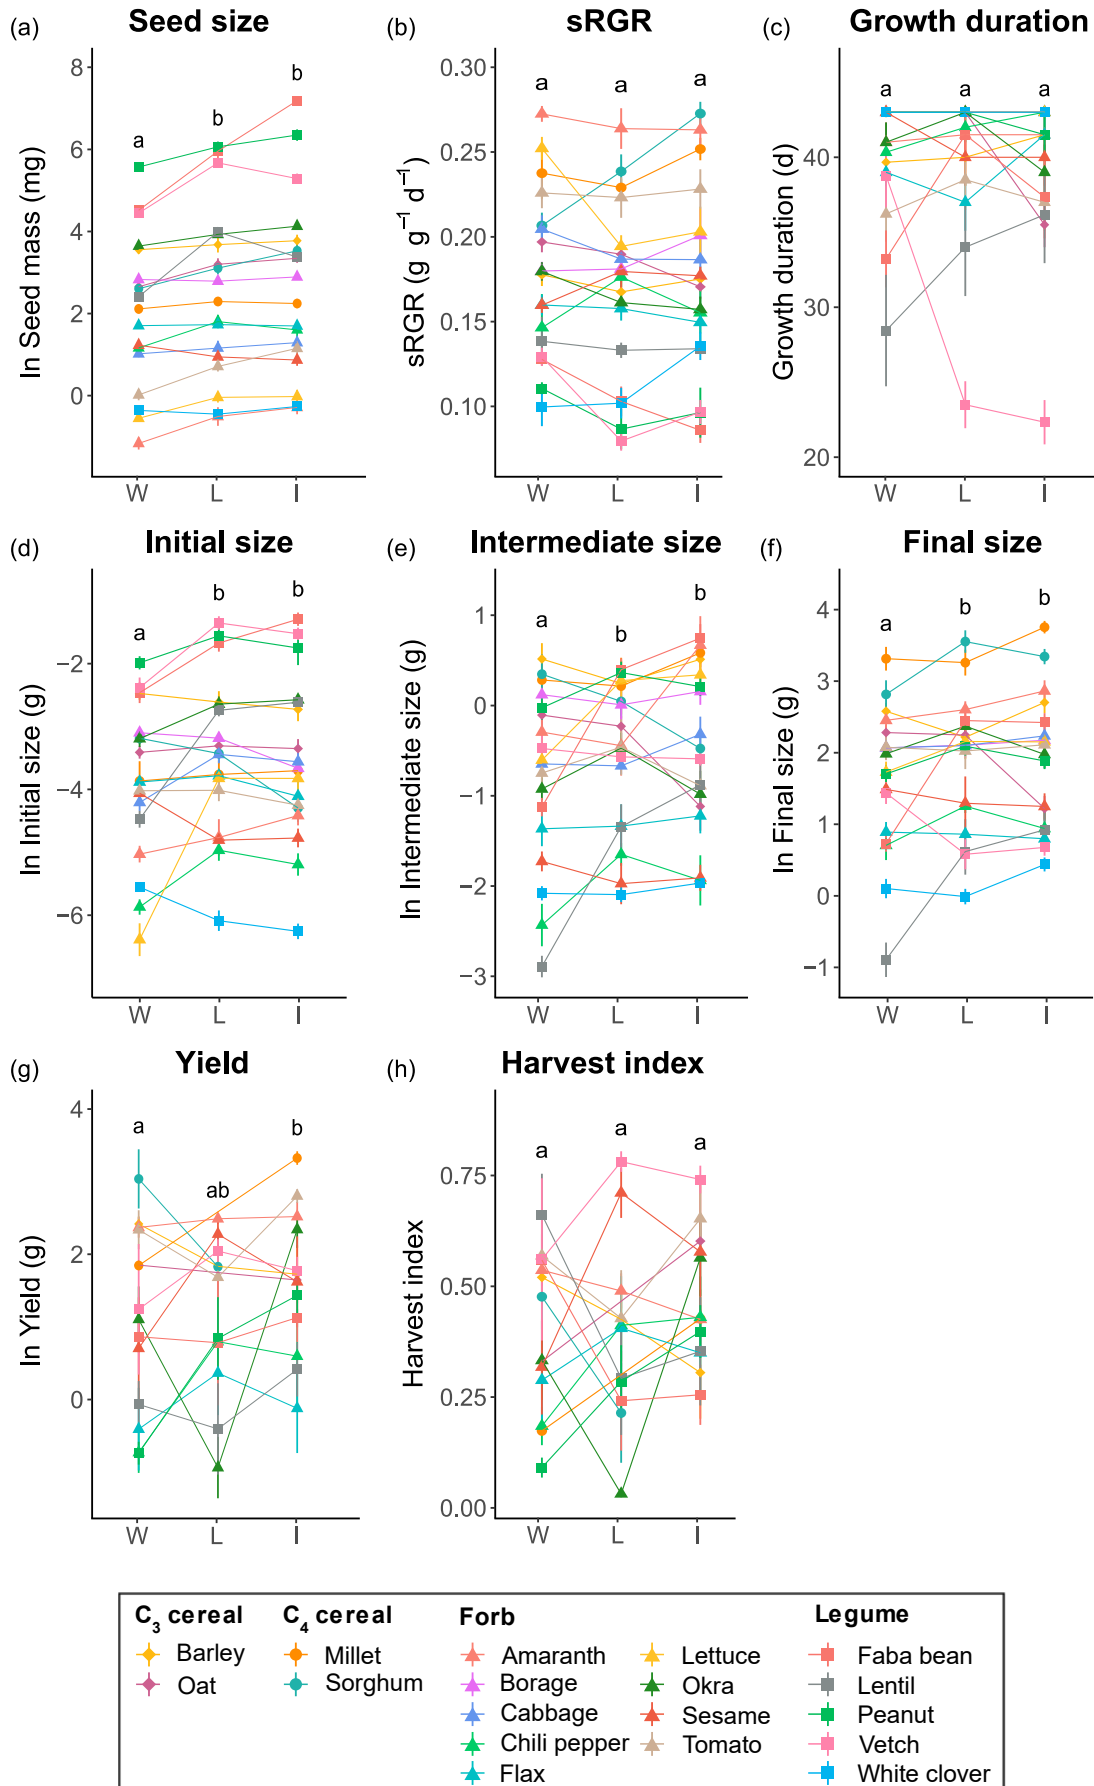 (a) Seed size
8
6
4
2
0
ln Seed mass (mg)
a
b
b
W L I
(b) sRGR
0.30
0.25
0.20
0.15
0.10
sRGR (g g⁻¹ d⁻¹)
a
a
a
W L I
(c) Growth duration
40
30
20
Growth duration (d)
a
a
a
W L I
(d) Initial size
−2
−4
−6
ln Initial size (g)
a
b
b
W L I
(e) Intermediate size
1
0
−1
−2
−3
ln Intermediate size (g)
a
b
b
W L I
(f) Final size
4
3
2
1
0
−1
ln Final size (g)
a
b
b
W L I
(g) Yield
4
2
0
ln Yield (g)
a
ab
b
W L I
(h) Harvest index
0.75
0.50
0.25
0.00
Harvest index
a
a
a
W L I
C₃ cereal
Barley
Oat
C₄ cereal
Millet
Sorghum
Forb
Amaranth
Borage
Cabbage
Chili pepper
Flax
Lettuce
Okra
Sesame
Tomato
Legume
Faba bean
Lentil
Peanut
Vetch
White clover